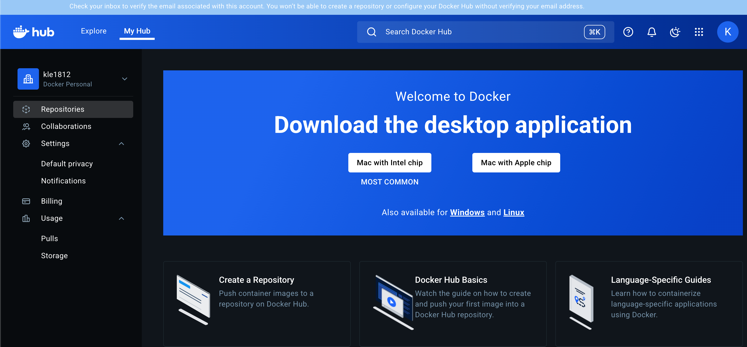 Check your inbox to verify the email associated with this account. You won't be able to create a repository or configure your Docker Hub without verifying your email address.
hub
Explore
My Hub
Search Docker Hub
⌘K
K
kle1812
Docker Personal
Repositories
Collaborations
Settings
Default privacy
Notifications
Billing
Usage
Pulls
Storage
Welcome to Docker
Download the desktop application
Mac with Intel chip
Mac with Apple chip
MOST COMMON
Also available for Windows and Linux
Create a Repository
Push container images to a
repository on Docker Hub.
Docker Hub Basics
Watch the guide on how to create
and push your first image into a
Docker Hub repository.
Language-Specific Guides
Learn how to containerize
language-specific applications
using Docker.